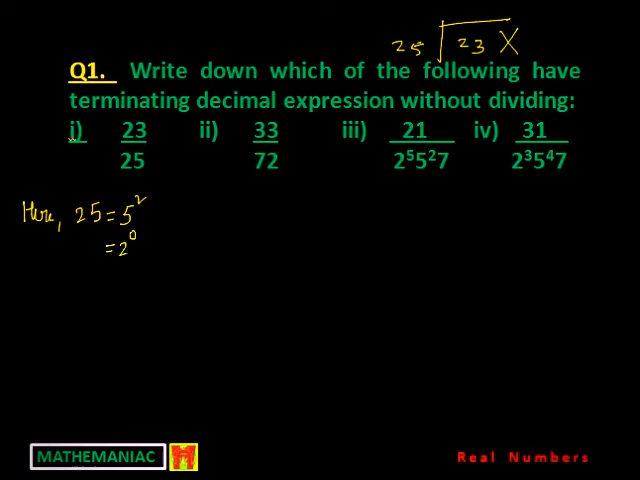 25 23 X
Q1. Write down which of the following have
terminating decimal expression without dividing:
i) 23/25 ii) 33/72 iii) 21/2⁵5²7 iv) 31/2³5⁴7
Here, 25 = 5²
= 2⁰
MATHEMANIAC
Real Numbers